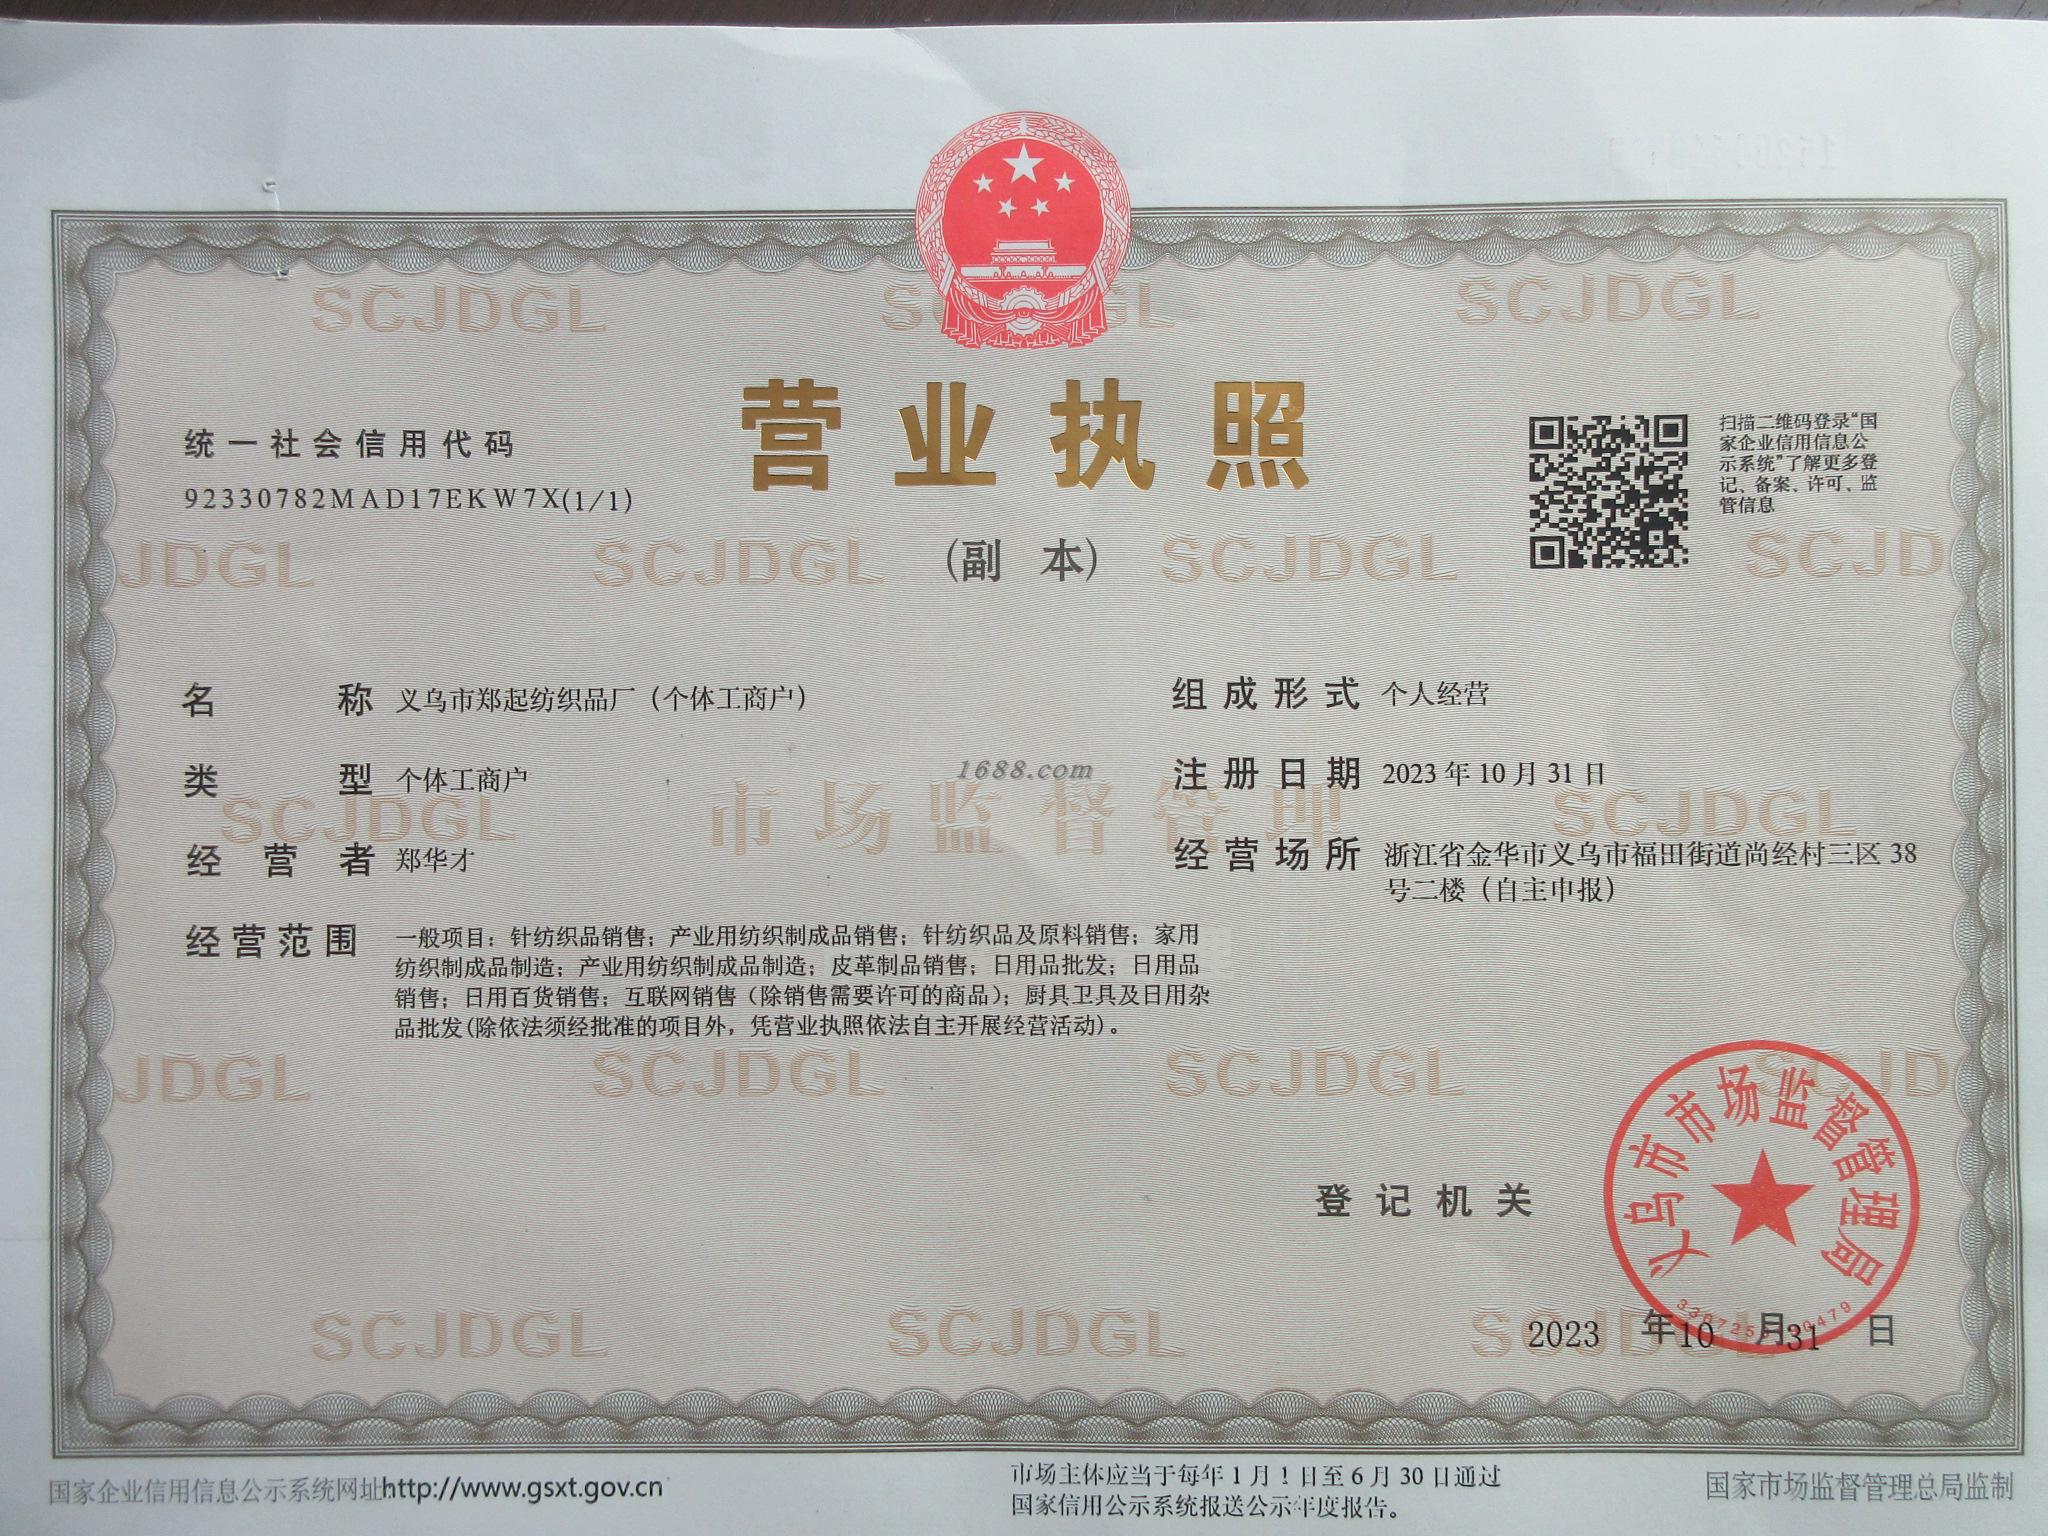 营业执照
(副 本)
统一社会信用代码
92330782MAD17EKW7X(1/1)
扫描二维码登录“国
家企业信用信息公
示系统”了解更多登
记、备案、许可、监
管信息
名 称 义乌市郑起纺织品厂（个体工商户）
类 型 个体工商户
经 营 者 郑华才
经营范围 一般项目：针纺织品销售；产业用纺织制成品销售；针纺织品及原料销售；家用
纺织制成品制造；产业用纺织制成品制造；皮革制品销售；日用品批发；日用品
销售；日用百货销售；互联网销售（除销售需要许可的商品）；厨具卫具及日用杂
品批发(除依法须经批准的项目外，凭营业执照依法自主开展经营活动)。
组成形式 个人经营
注册日期 2023 年 10 月 31 日
经营场所 浙江省金华市义乌市福田街道尚经村三区 38
号二楼（自主申报）
1688.com
市场监督管理
SCJDGL SCJDGL SCJDGL
登记机关
义乌市市场监督管理局
2023 年10 月31 日
国家企业信用信息公示系统网址:http://www.gsxt.gov.cn
市场主体应当于每年 1 月 1 日至 6 月 30 日通过
国家信用公示系统报送公示年度报告。
国家市场监督管理总局监制